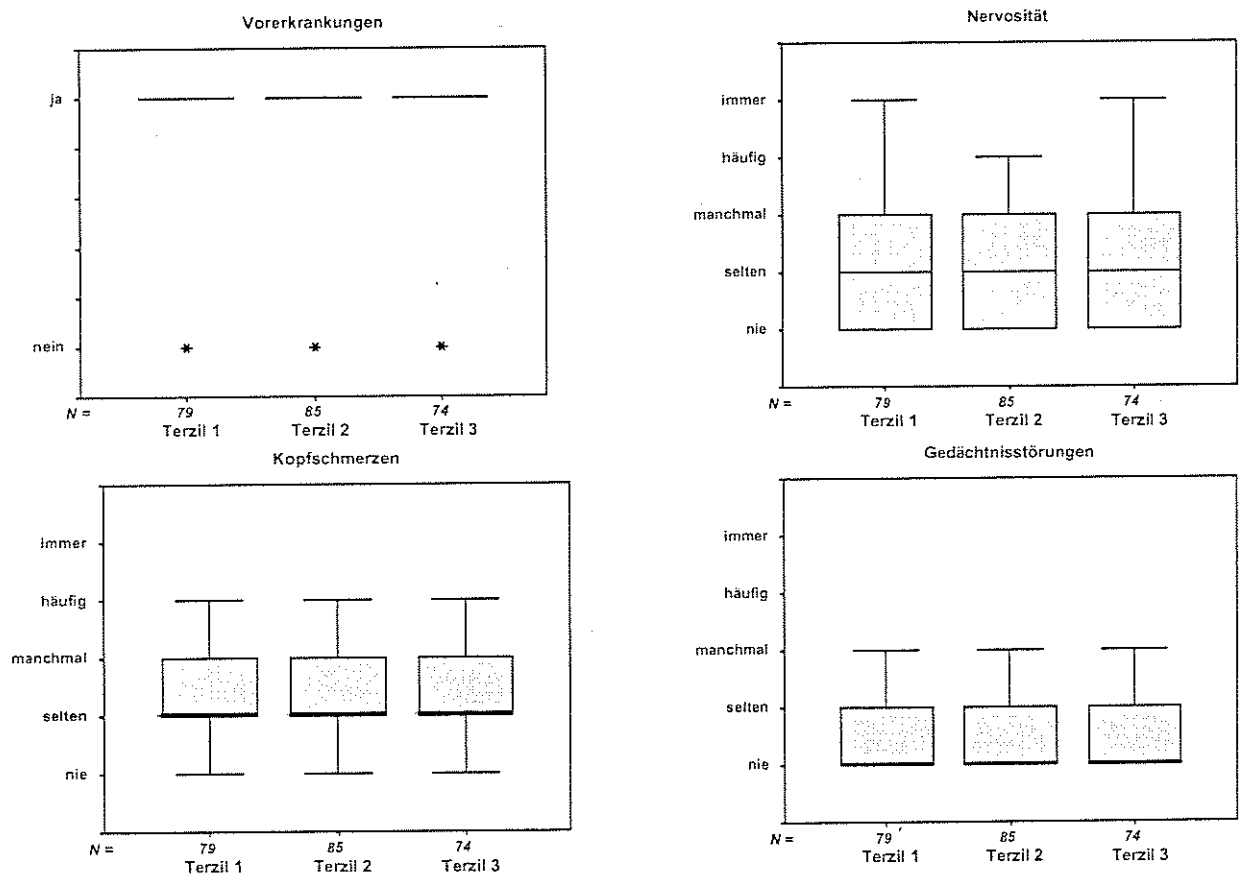 Vorerkrankungen
ja
nein
N = 79 85 74
Terzil 1 Terzil 2 Terzil 3
Nervosität
immer
häufig
manchmal
selten
nie
N = 79 85 74
Terzil 1 Terzil 2 Terzil 3
Kopfschmerzen
immer
häufig
manchmal
selten
nie
N = 79 85 74
Terzil 1 Terzil 2 Terzil 3
Gedächtnisstörungen
immer
häufig
manchmal
selten
nie
N = 79 85 74
Terzil 1 Terzil 2 Terzil 3